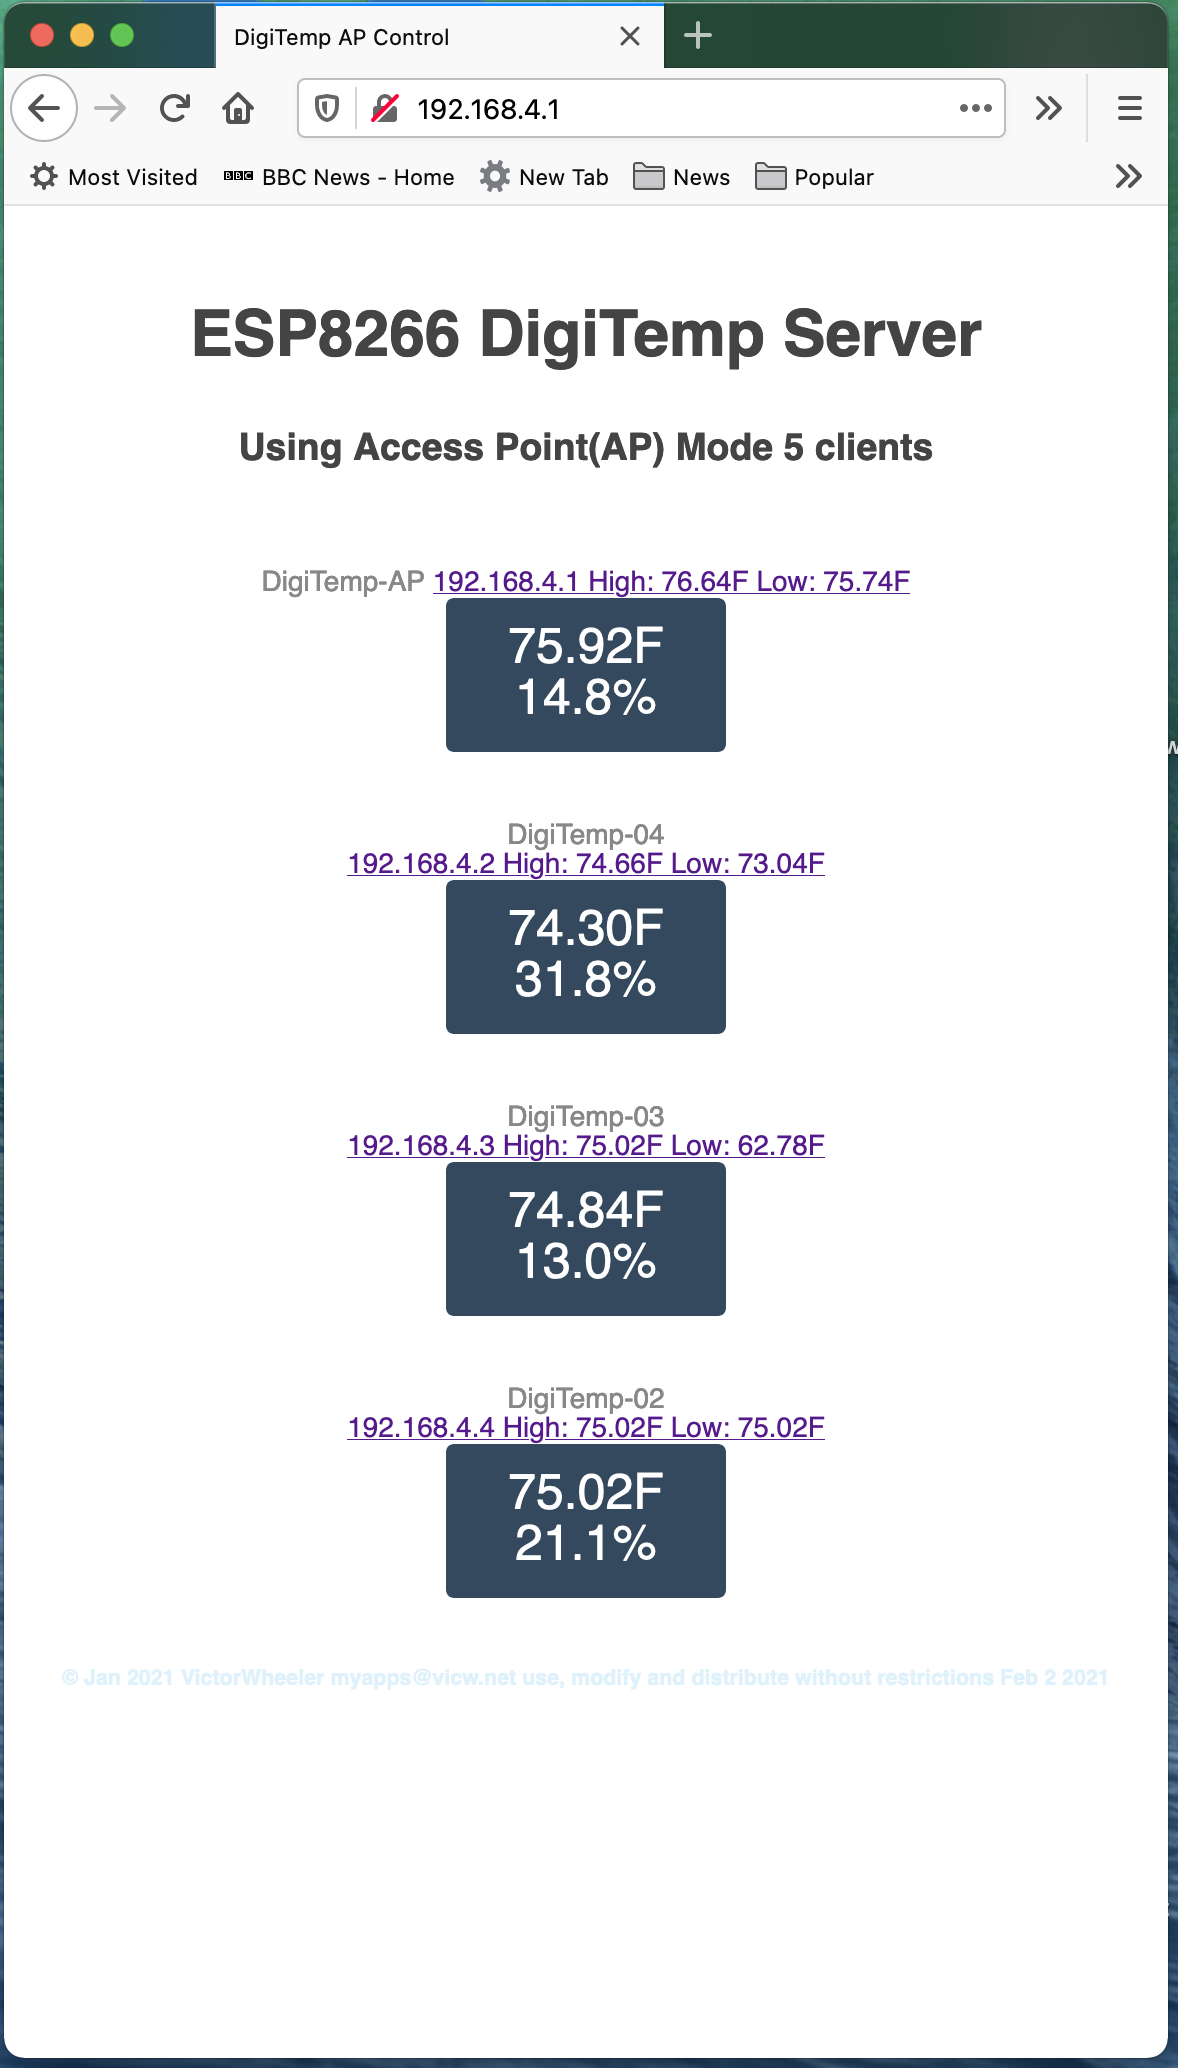 DigiTemp AP Control
192.168.4.1
Most Visited BBC BBC News - Home New Tab News Popular
ESP8266 DigiTemp Server
Using Access Point(AP) Mode 5 clients
DigiTemp-AP 192.168.4.1 High: 76.64F Low: 75.74F
75.92F
14.8%
DigiTemp-04
192.168.4.2 High: 74.66F Low: 73.04F
74.30F
31.8%
DigiTemp-03
192.168.4.3 High: 75.02F Low: 62.78F
74.84F
13.0%
DigiTemp-02
192.168.4.4 High: 75.02F Low: 75.02F
75.02F
21.1%
© Jan 2021 VictorWheeler myapps@vicw.net use, modify and distribute without restrictions Feb 2 2021